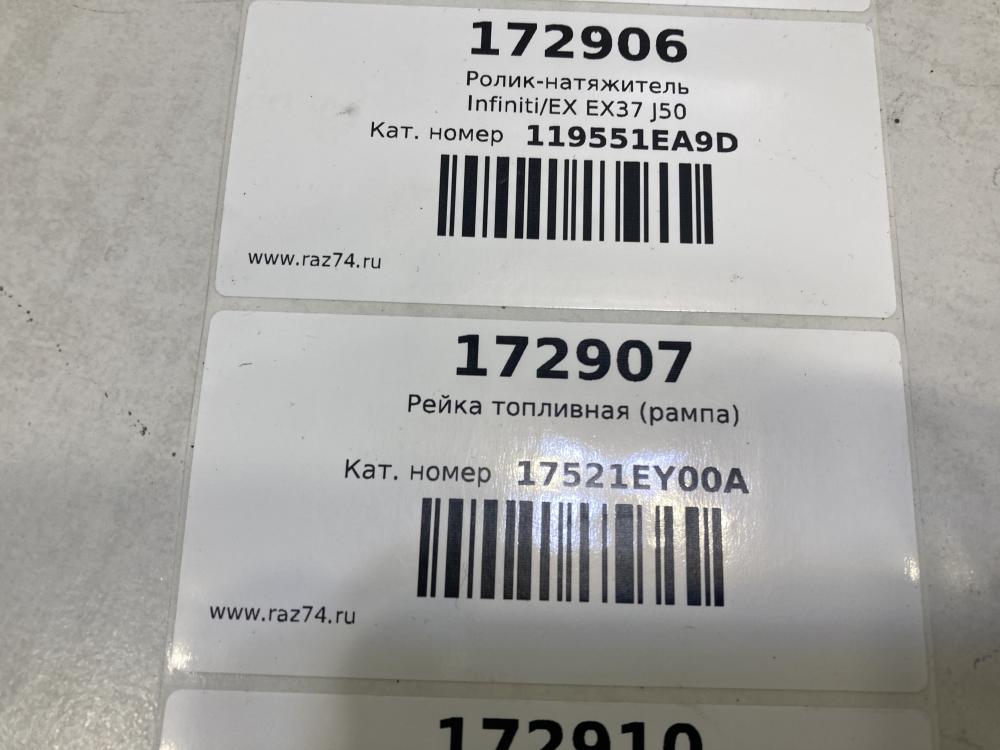 172906
Ролик-натяжитель
Infiniti/EX EX37 J50
Кат. номер 119551EA9D
www.raz74.ru
172907
Рейка топливная (рампа)
Кат. номер 17521EY00A
www.raz74.ru
172910